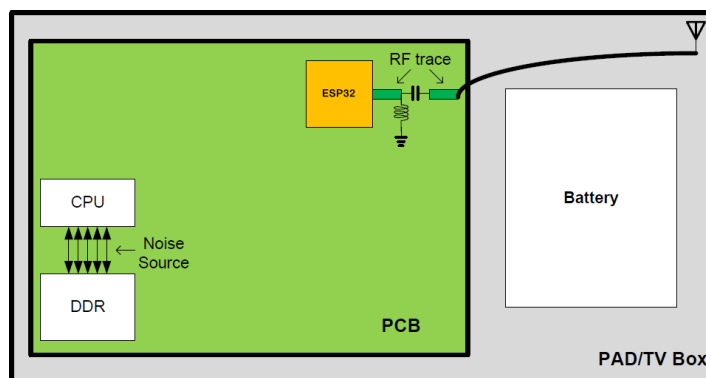 RF trace
ESP32
Battery
CPU
Noise
Source
DDR
PCB
PAD/TV Box